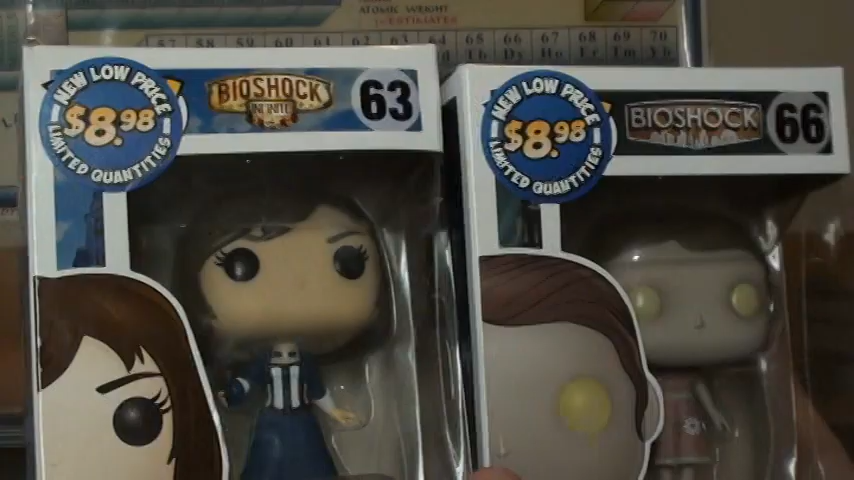 ATOMIC WEIGHT
57 58 59 60 61 62 63 64 65 66 67 68 69 70
Tb Dy Ho Er Tm Yb
NEW LOW PRICE
$8.98
LIMITED QUANTITIES
BIOSHOCK
INFINITE
63
NEW LOW PRICE
$8.98
LIMITED QUANTITIES
BIOSHOCK
66